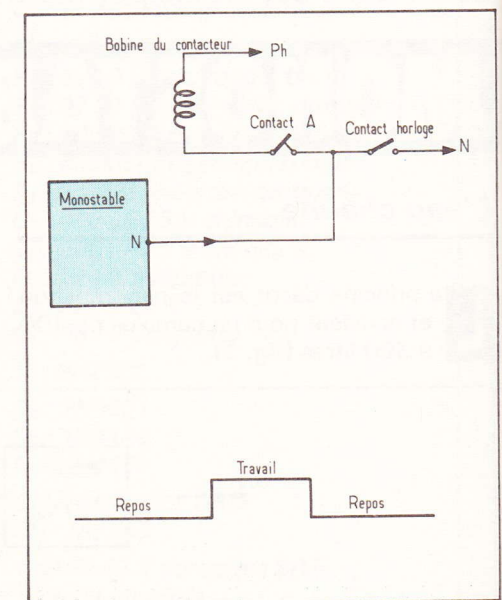 Bobine du contacteur
Ph
Contact Δ
Contact horloge
N
Monostable
N
Travail
Repos
Repos